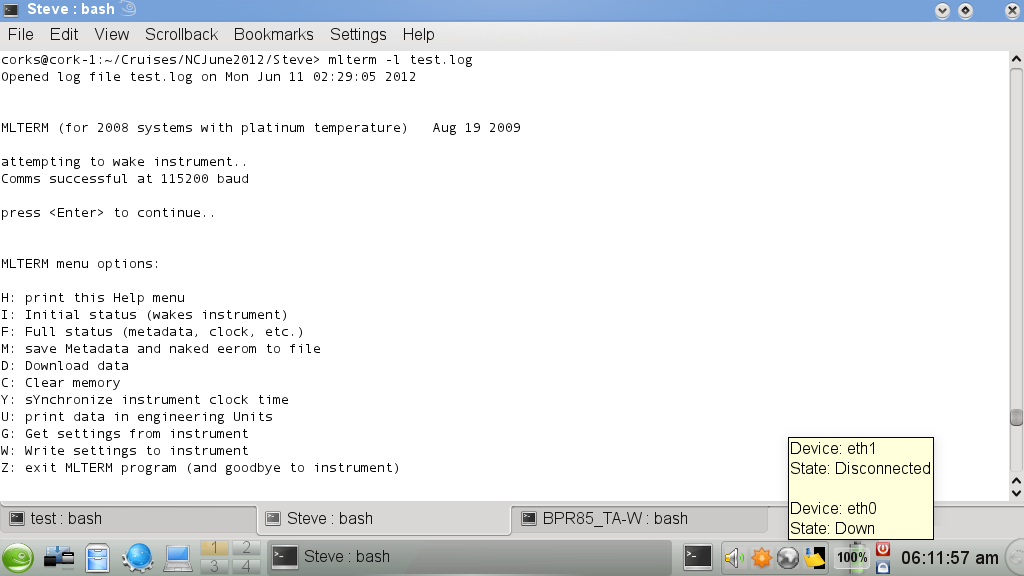 Steve : bash
File Edit View Scrollback Bookmarks Settings Help
corks@cork-1:~/Cruises/NCJune2012/Steve> mlterm -l test.log
Opened log file test.log on Mon Jun 11 02:29:05 2012
MLTERM (for 2008 systems with platinum temperature)   Aug 19 2009
attempting to wake instrument..
Comms successful at 115200 baud
press <Enter> to continue..
MLTERM menu options:
H: print this Help menu
I: Initial status (wakes instrument)
F: Full status (metadata, clock, etc.)
M: save Metadata and naked eerom to file
D: Download data
C: Clear memory
Y: sYnchronize instrument clock time
U: print data in engineering Units
G: Get settings from instrument
W: Write settings to instrument
Z: exit MLTERM program (and goodbye to instrument)
Device: eth1
State: Disconnected
Device: eth0
State: Down
test : bash
Steve : bash
BPR85_TA-W : bash
1 2
3 4
Steve : bash
100%
06:11:57 am